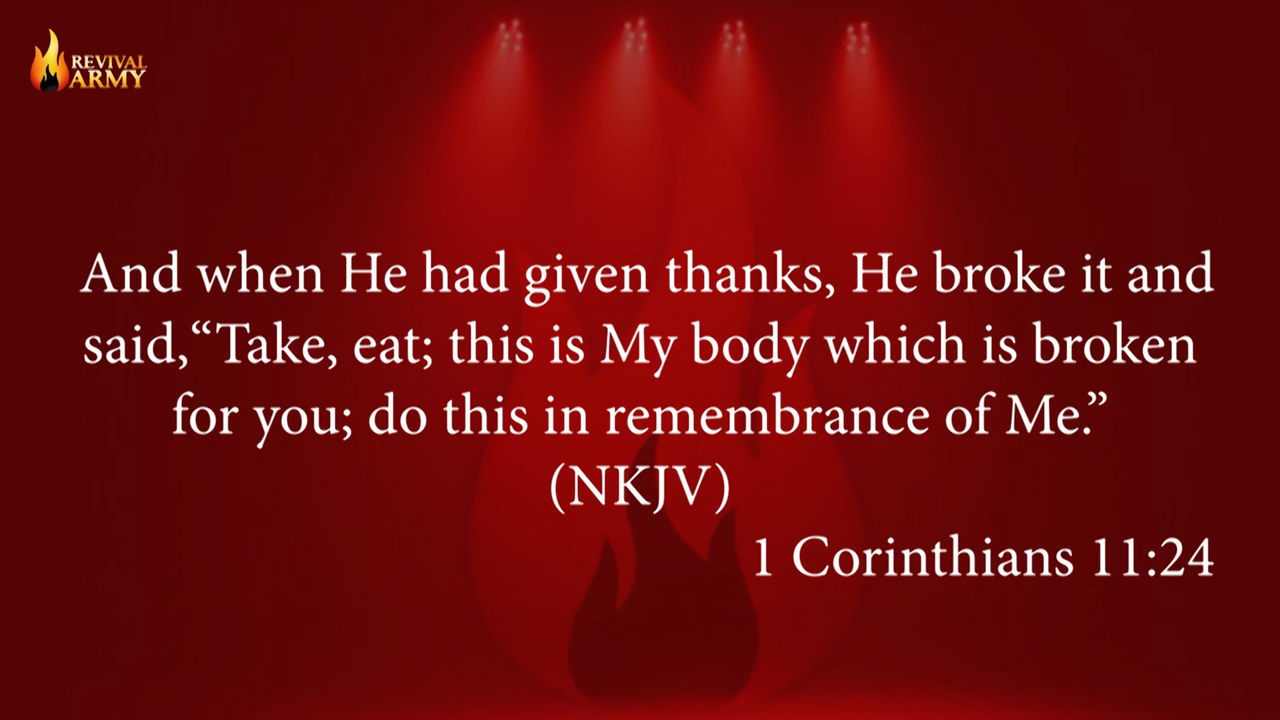 REVIVAL
ARMY
And when He had given thanks, He broke it and
said,“Take, eat; this is My body which is broken
for you; do this in remembrance of Me.”
(NKJV)
1 Corinthians 11:24